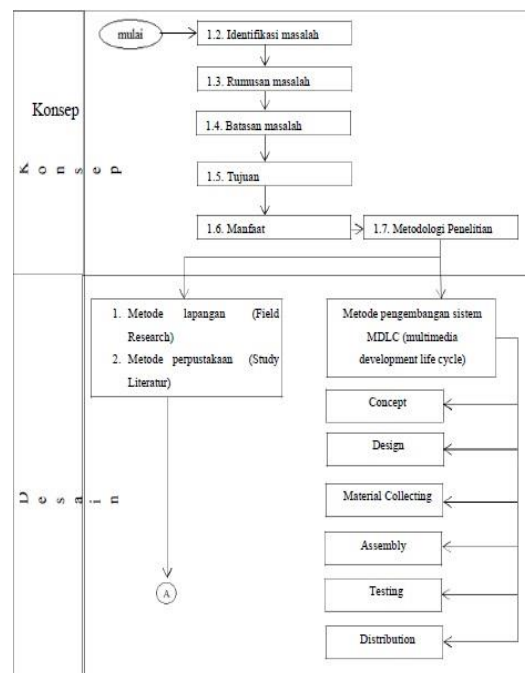 mulai
1.2. Identifikasi masalah
1.3. Rumusan masalah
Konsep
1.4. Batasan masalah
Konsep
1.5. Tujuan
1.6. Manfaat
1.7. Metodologi Penelitian
1. Metode lapangan (Field
Research)
2. Metode perpustakaan (Study
Literatur)
Metode pengembangan sistem
MDLC (multimedia
development life cycle)
Concept
Design
Desain
Material Collecting
Assembly
A
Testing
Distribution